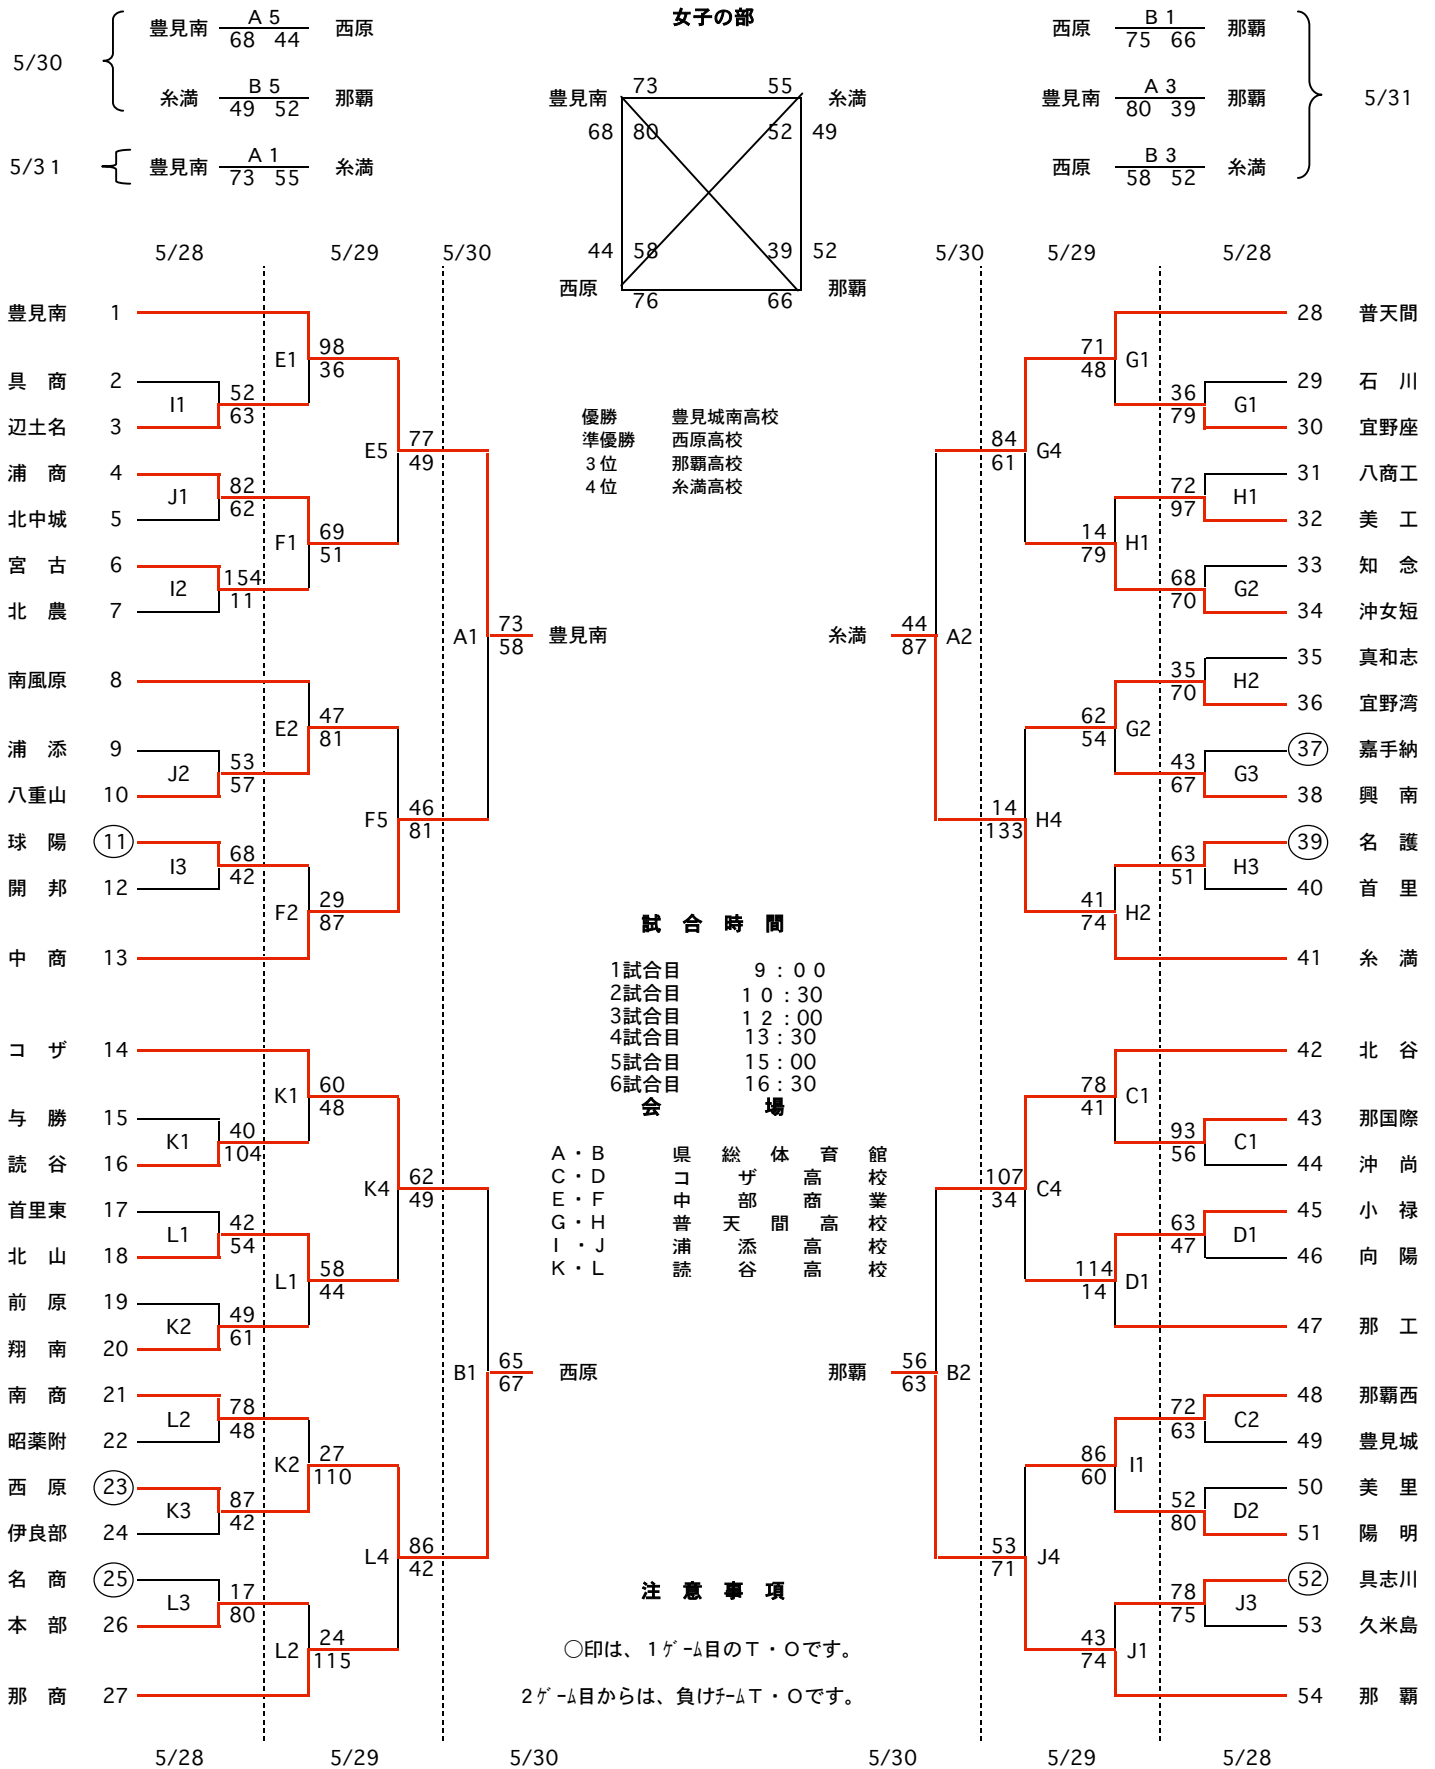 女子の部
5/30
豊見南 A 5 西原
68 44
糸満 B 5 那覇
49 52
5/31
豊見南 A 1 糸満
73 55
西原 B 1 那覇
75 66
豊見南 A 3 那覇
80 39
西原 B 3 糸満
58 52
5/31
豊見南 73 55 糸満
68 80 52 49
44 58 39 52
西原 76 66 那覇
5/28 5/29 5/30
豊見南 1
具 商 2
辺土名 3
浦 商 4
北中城 5
宮 古 6
北 農 7
南風原 8
浦 添 9
八重山 10
球 陽 11
開 邦 12
中 商 13
コ ザ 14
与 勝 15
読 谷 16
首里東 17
北 山 18
前 原 19
翔 南 20
南 商 21
昭薬附 22
西 原 23
伊良部 24
名 商 25
本 部 26
那 商 27
I1 52 63
J1 82 62
I2 154 11
J2 53 57
I3 68 42
K1 40 104
L1 42 54
K2 49 61
L2 78 48
K3 87 42
L3 17 80
E1 98 36
F1 69 51
E2 47 81
F2 29 87
K1 60 48
L1 58 44
K2 27 110
L2 24 115
E5 77 49
F5 46 81
K4 62 49
L4 86 42
A1 73 58 豊見南
B1 65 67 西原
5/28 5/29 5/30
優勝 豊見城南高校
準優勝 西原高校
3位 那覇高校
4位 糸満高校
試 合 時 間
1試合目 9:00
2試合目 10:30
3試合目 12:00
4試合目 13:30
5試合目 15:00
6試合目 16:30
会 場
A・B 県総体育館
C・D コザ高校
E・F 中部商業
G・H 普天間高校
I・J 浦添高校
K・L 読谷高校
注 意 事 項
○印は、1ゲーム目のT・Oです。
2ゲーム目からは、負けチームT・Oです。
5/30 5/29 5/28
28 普天間
29 石 川
30 宜野座
31 八商工
32 美 工
33 知 念
34 沖女短
35 真和志
36 宜野湾
37 嘉手納
38 興 南
39 名 護
40 首 里
41 糸 満
42 北 谷
43 那国際
44 沖 尚
45 小 禄
46 向 陽
47 那 工
48 那覇西
49 豊見城
50 美 里
51 陽 明
52 具志川
53 久米島
54 那 覇
36 79 G1
72 97 H1
68 70 G2
35 70 H2
43 67 G3
63 51 H3
93 56 C1
63 47 D1
72 63 C2
52 80 D2
78 75 J3
71 48 G1
14 79 H1
62 54 G2
41 74 H2
78 41 C1
114 14 D1
86 60 I1
43 74 J1
84 61 G4
14 133 H4
107 34 C4
53 71 J4
糸満 44 87 A2
那覇 56 63 B2
5/30 5/29 5/28